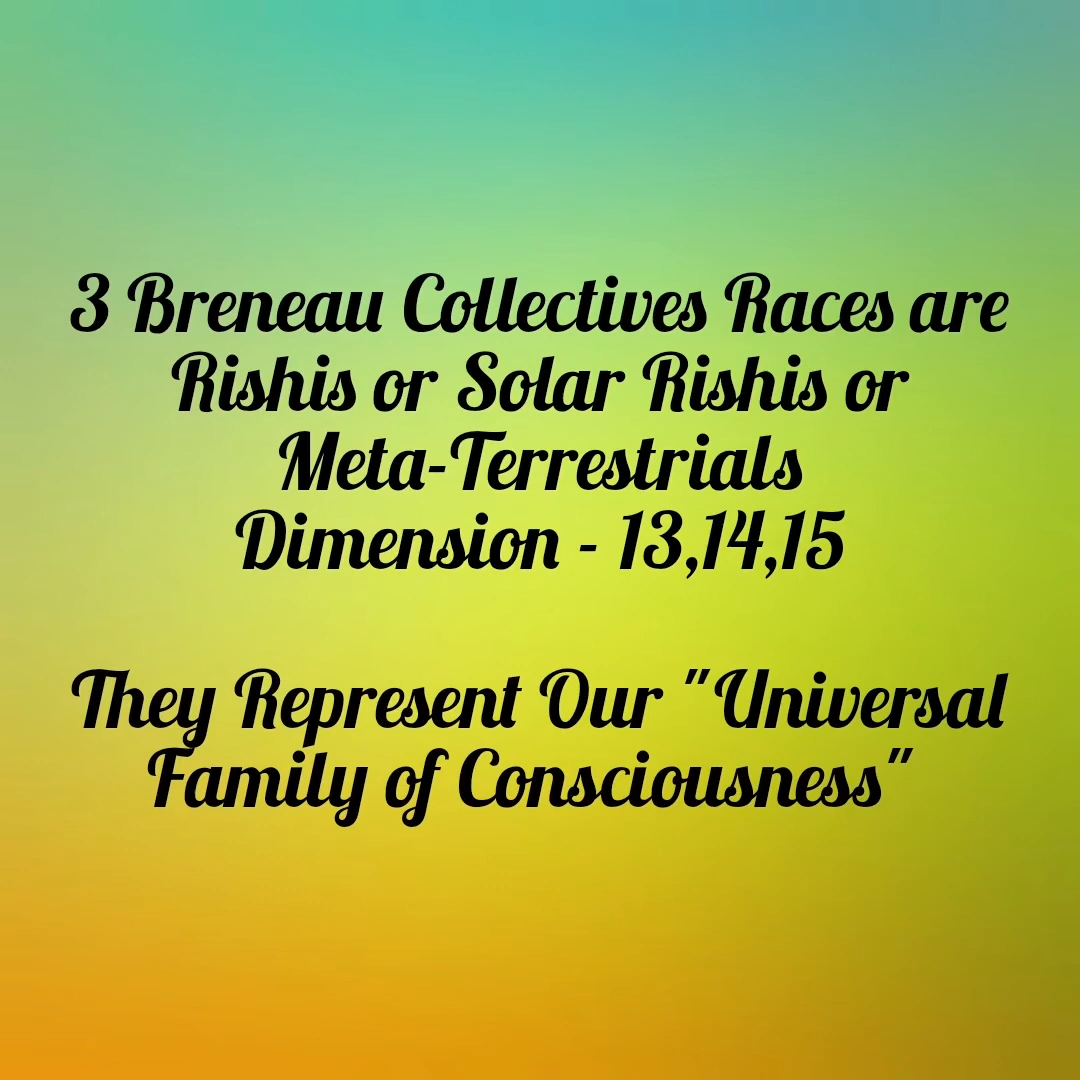 3 Breneau Collectives Races are
Rishis or Solar Rishis or
Meta-Terrestrials
Dimension - 13,14,15
They Represent Our "Universal
Family of Consciousness"